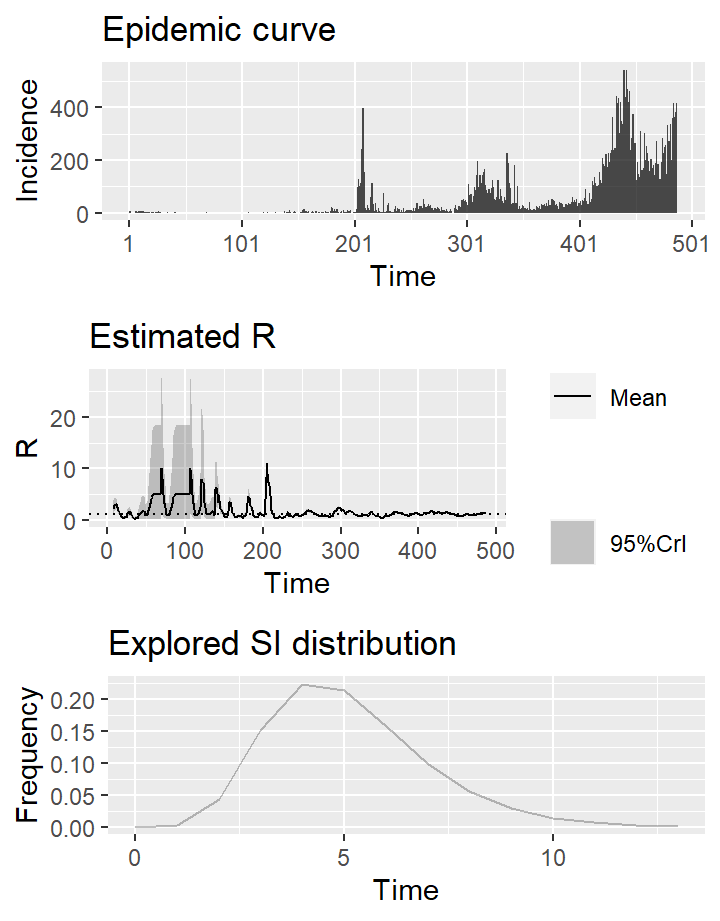 Epidemic curve
Incidence
400
200
0
1 101 201 301 401 501
Time
Estimated R
R
20
10
0
0 100 200 300 400 500
Time
Mean
95%CrI
Explored SI distribution
Frequency
0.20
0.15
0.10
0.05
0.00
0 5 10
Time